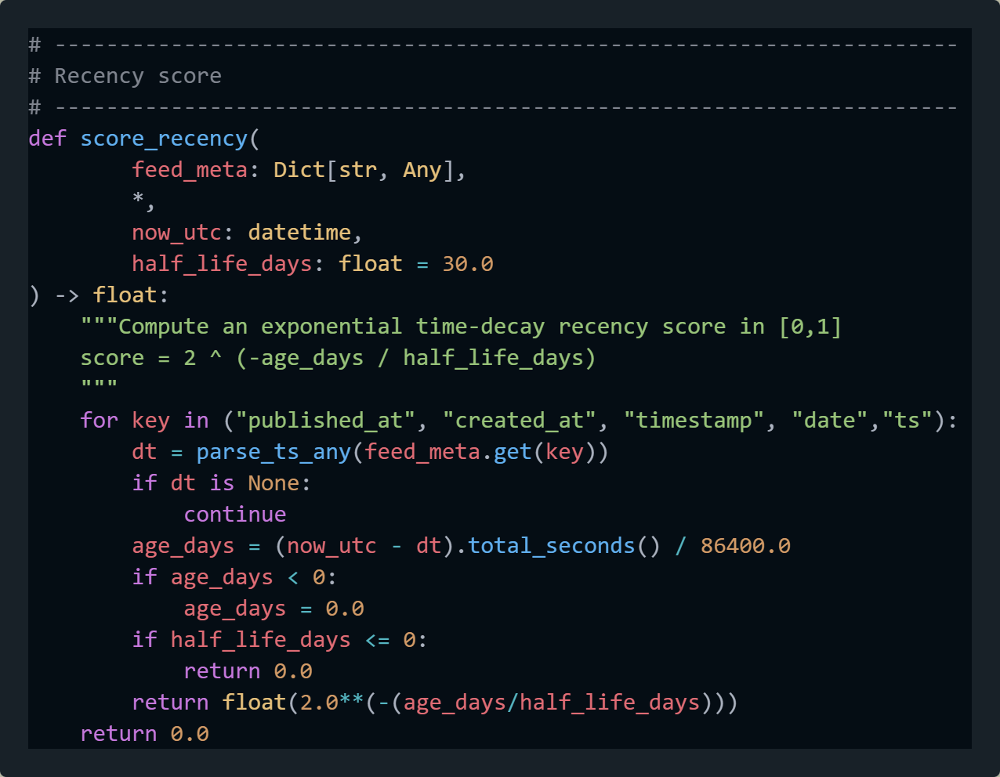 # ----------------------------------------------------------------------
# Recency score
# ----------------------------------------------------------------------
def score_recency(
        feed_meta: Dict[str, Any],
        *,
        now_utc: datetime,
        half_life_days: float = 30.0
) -> float:
    """Compute an exponential time-decay recency score in [0,1]
    score = 2 ^ (-age_days / half_life_days)
    """
    for key in ("published_at", "created_at", "timestamp", "date","ts"):
        dt = parse_ts_any(feed_meta.get(key))
        if dt is None:
            continue
        age_days = (now_utc - dt).total_seconds() / 86400.0
        if age_days < 0:
            age_days = 0.0
        if half_life_days <= 0:
            return 0.0
        return float(2.0**(-(age_days/half_life_days)))
    return 0.0